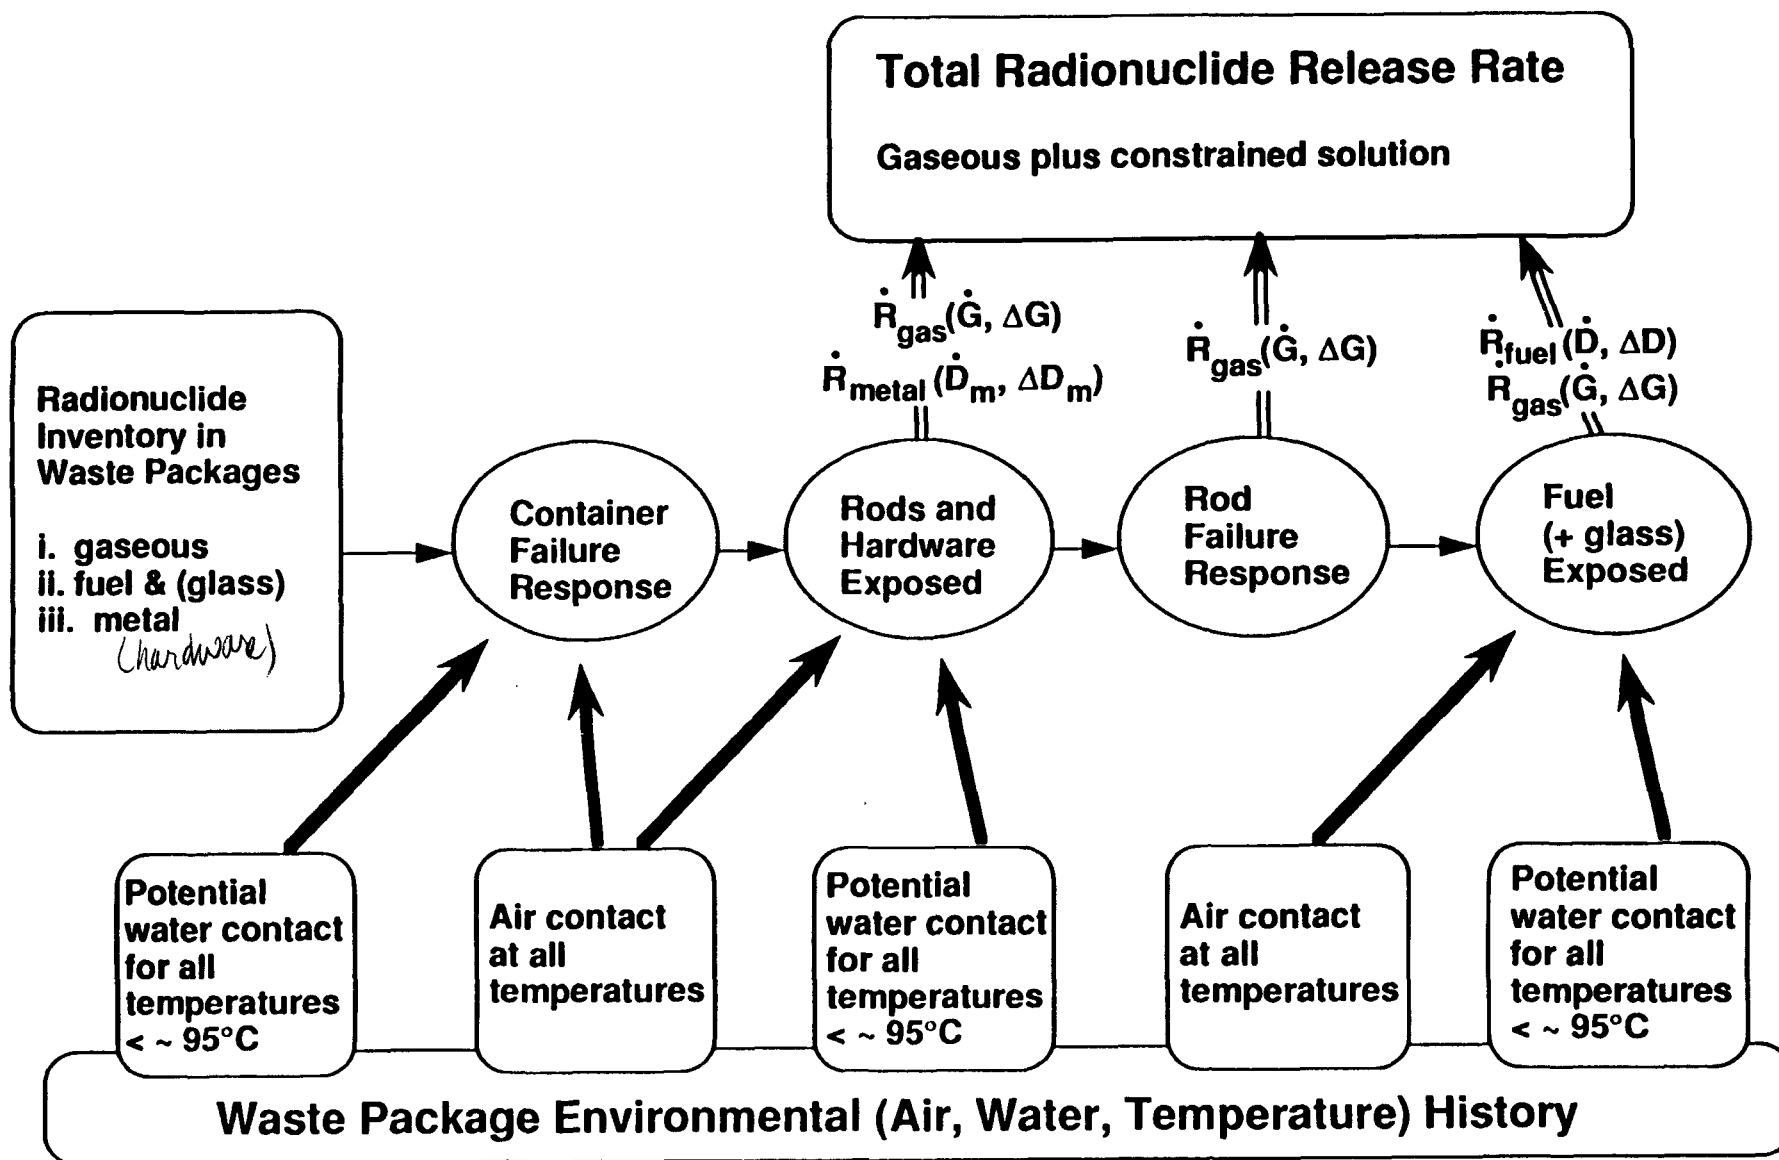 Total Radionuclide Release Rate
Gaseous plus constrained solution
Ṙgas(Ġ, ΔG)
Ṙmetal(Ḋm, ΔDm)
Ṙgas(Ġ, ΔG)
Ṙfuel(Ḋ, ΔD)
Ṙgas(Ġ, ΔG)
Radionuclide
Inventory in
Waste Packages
i. gaseous
ii. fuel & (glass)
iii. metal
(hardware)
Container
Failure
Response
Rods and
Hardware
Exposed
Rod
Failure
Response
Fuel
(+ glass)
Exposed
Potential
water contact
for all
temperatures
< ~ 95°C
Air contact
at all
temperatures
Potential
water contact
for all
temperatures
< ~ 95°C
Air contact
at all
temperatures
Potential
water contact
for all
temperatures
< ~ 95°C
Waste Package Environmental (Air, Water, Temperature) History